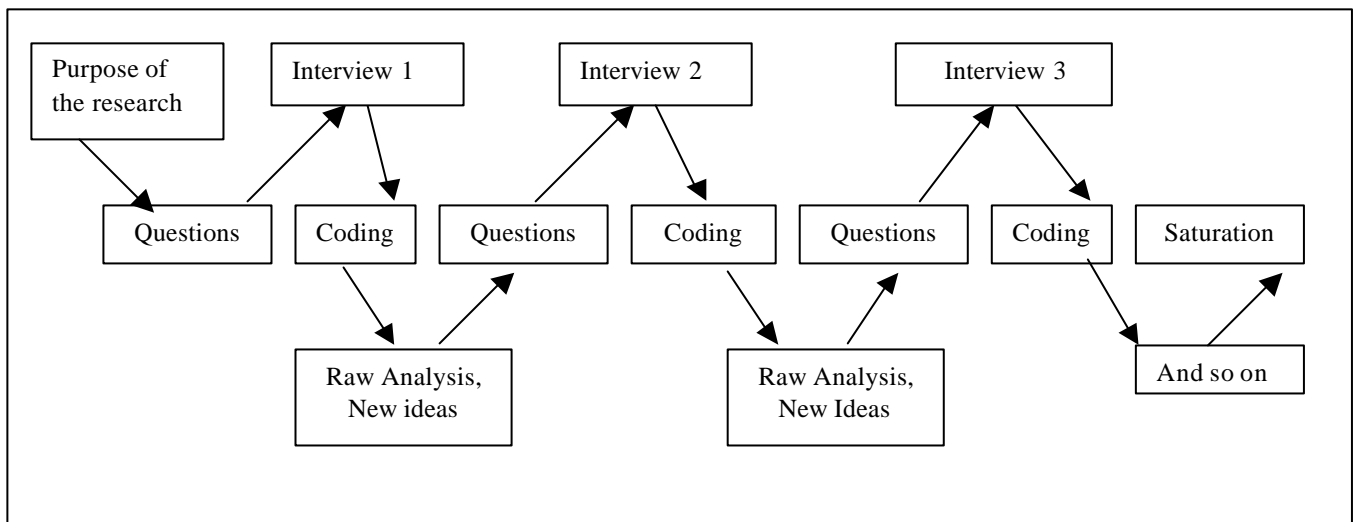 Purpose of
the research
Interview 1
Interview 2
Interview 3
Questions
Coding
Questions
Coding
Questions
Coding
Saturation
Raw Analysis,
New ideas
Raw Analysis,
New Ideas
And so on